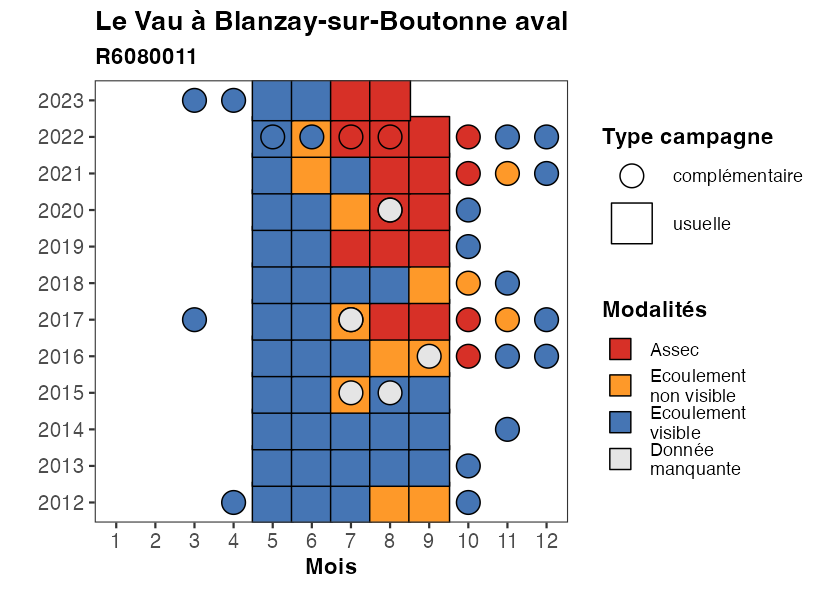 Le Vau à Blanzay-sur-Boutonne aval
R6080011
2023
2022
2021
2020
2019
2018
2017
2016
2015
2014
2013
2012
1 2 3 4 5 6 7 8 9 10 11 12
Mois
Type campagne
complémentaire
usuelle
Modalités
Assec
Ecoulement
non visible
Ecoulement
visible
Donnée
manquante